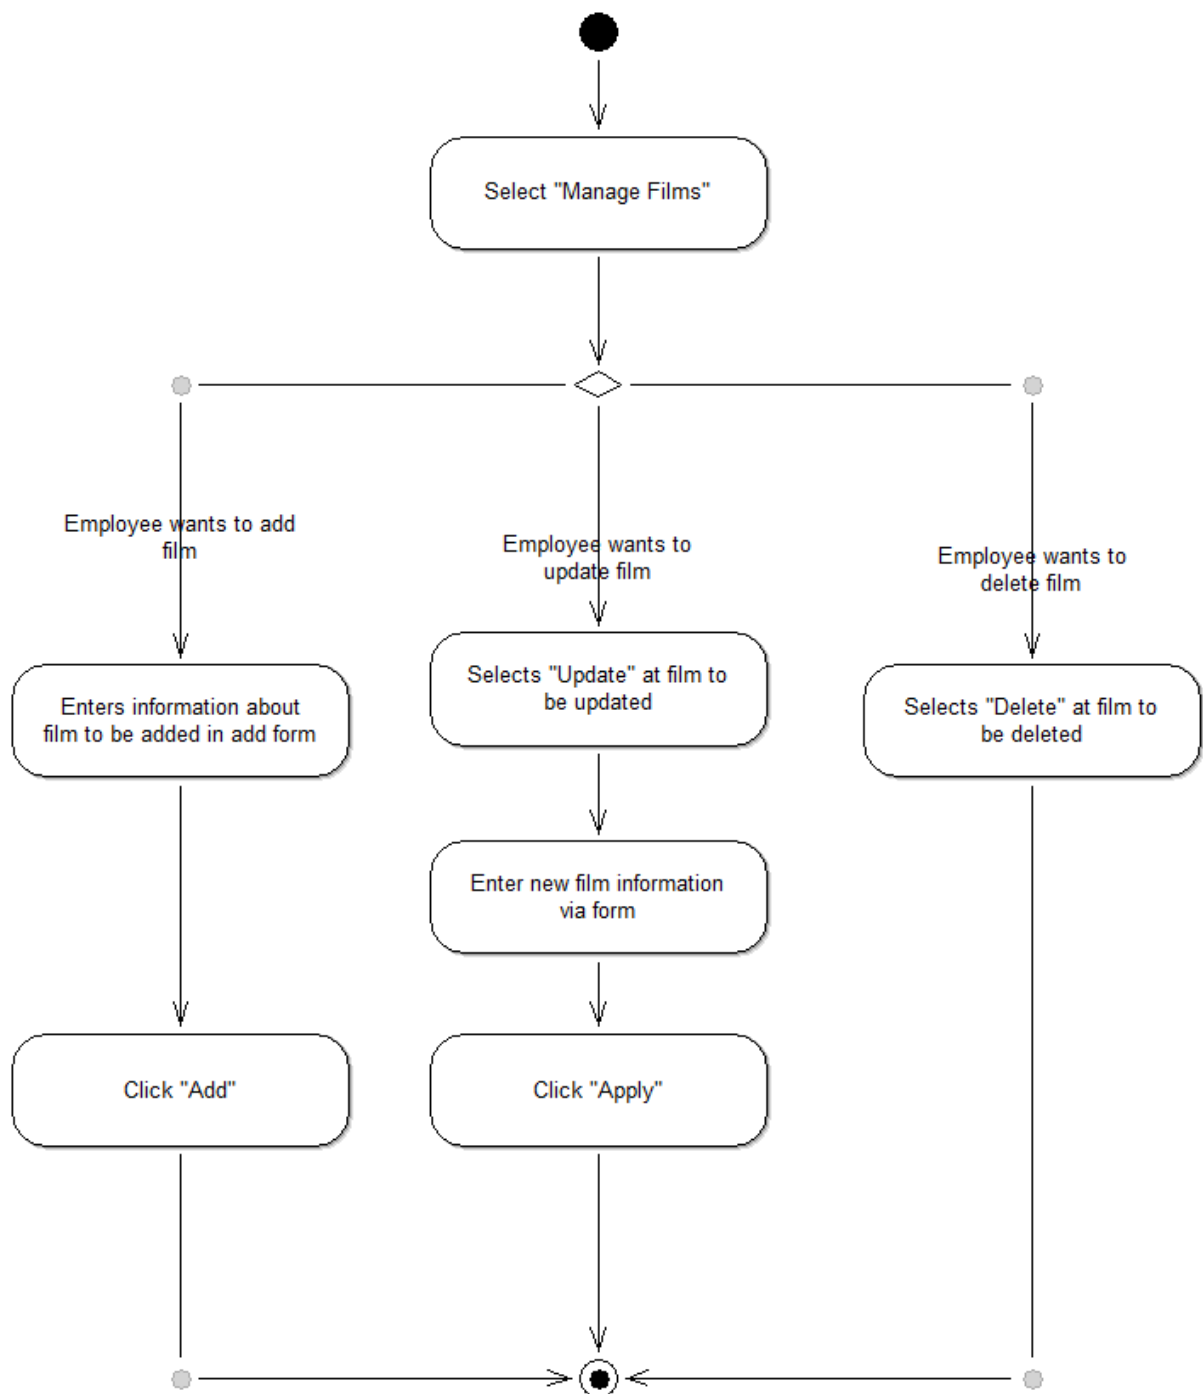 Select "Manage Films"
Employee wants to add
film
Employee wants to
update film
Employee wants to
delete film
Enters information about
film to be added in add form
Selects "Update" at film to
be updated
Selects "Delete" at film to
be deleted
Enter new film information
via form
Click "Add"
Click "Apply"